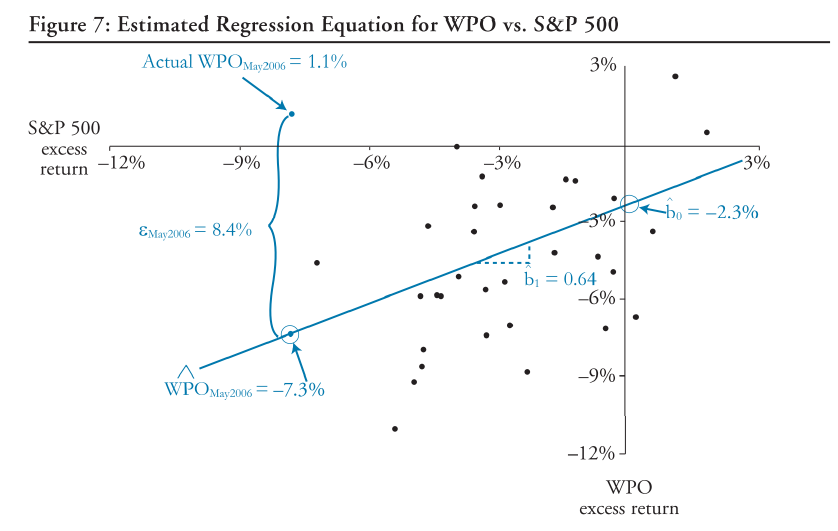 Figure 7: Estimated Regression Equation for WPO vs. S&P 500
Actual WPOMay2006 = 1.1%
3%
S&P 500
excess
return
−12%
−9%
−6%
−3%
3%
εMay2006 = 8.4%
−3%
b̂0 = −2.3%
b̂1 = 0.64
−6%
−9%
ŴPOMay2006 = −7.3%
−12%
WPO
excess return